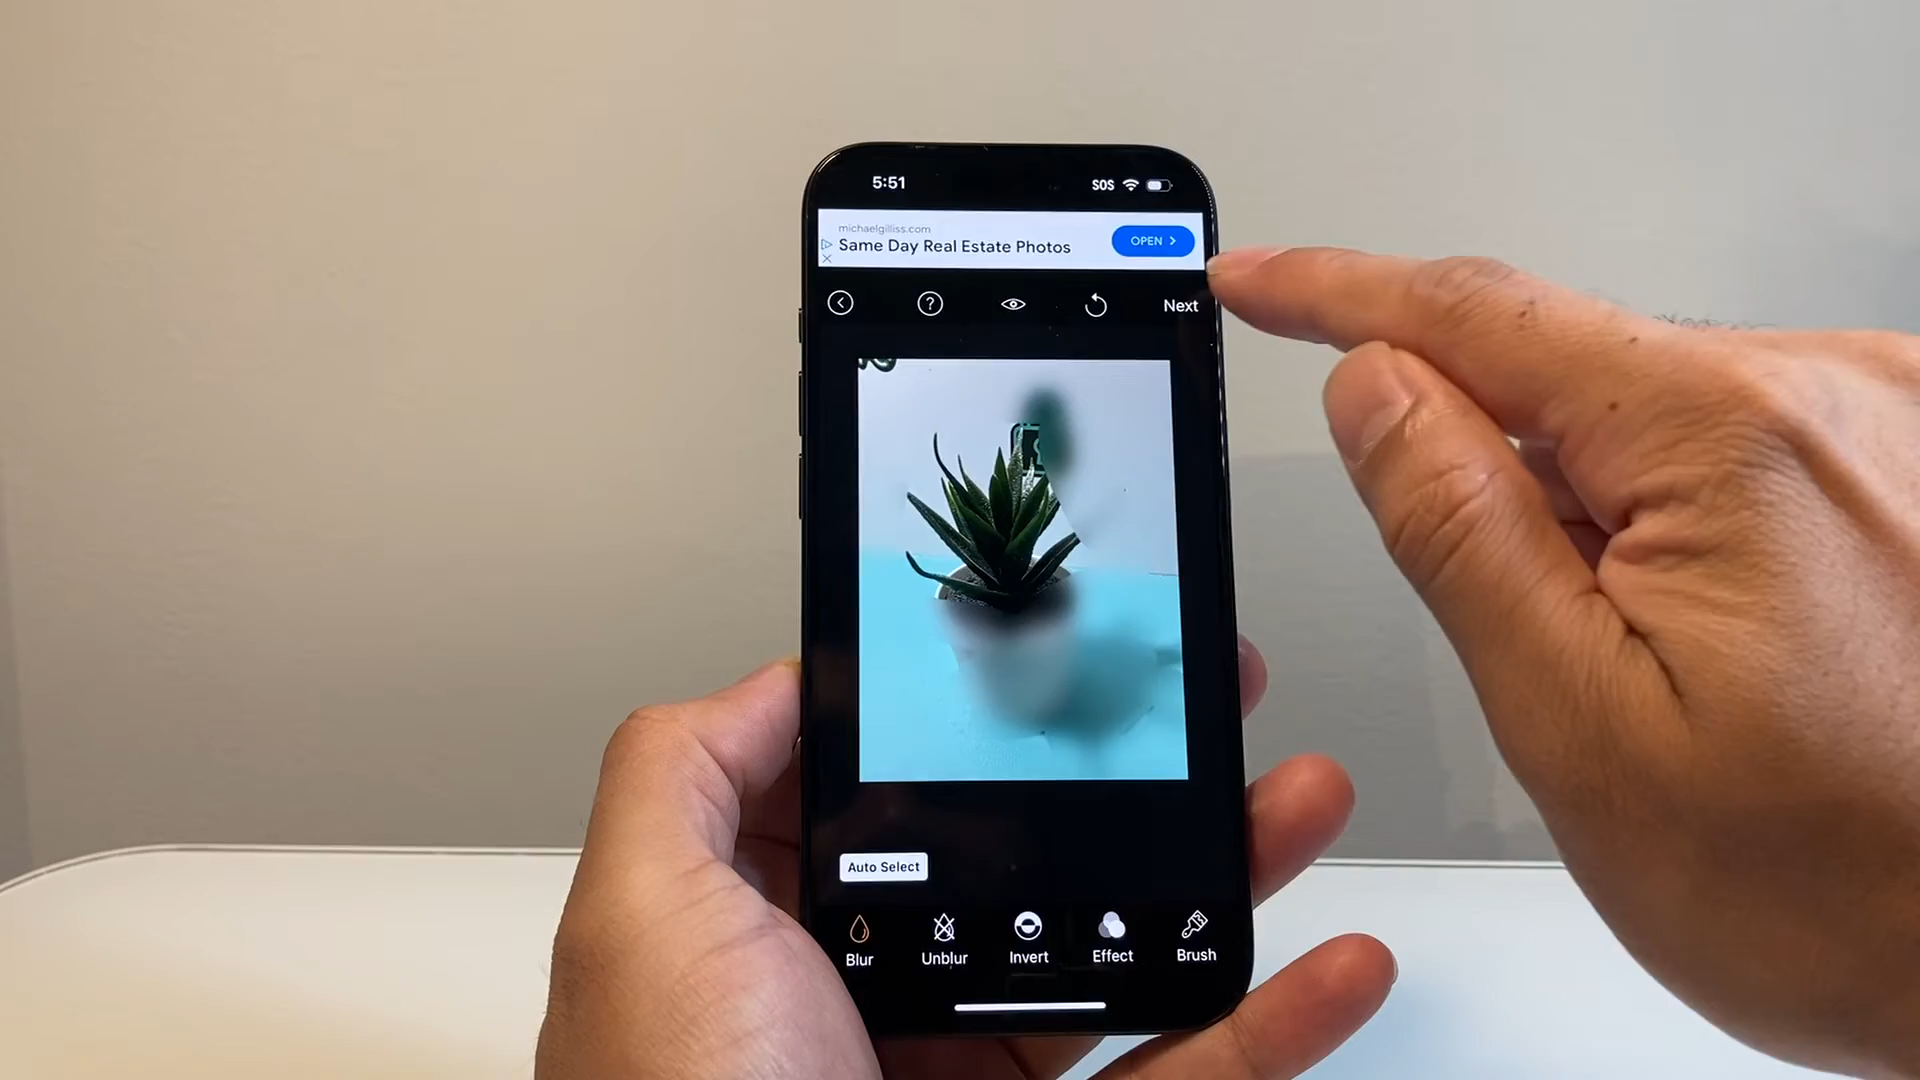 5:51
SOS
michaelgilliss.com
Same Day Real Estate Photos
OPEN
Next
Auto Select
Blur
Unblur
Invert
Effect
Brush